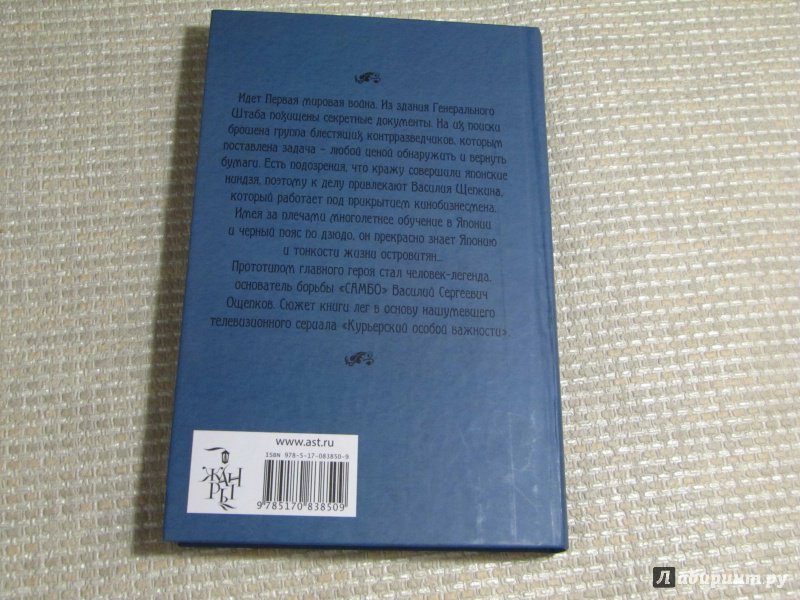 Идет Первая мировая война. Из здания Генерального
Штаба похищены секретные документы. На их поиски
брошена группа блестящих контрразведчиков, которым
поставлена задача – любой ценой обнаружить и вернуть
бумаги. Есть подозрения, что кражу совершили японские
ниндзя, поэтому к делу привлекают Василия Щепкина,
который работает под прикрытием кинобизнесмена.
Имея за плечами многолетнее обучение в Японии
и черный пояс по дзюдо, он прекрасно знает Японию
и тонкости жизни островитян...
Прототипом главного героя стал человек-легенда,
основатель борьбы «САМБО» Василий Сергеевич
Ощепков. Сюжет книги лег в основу нашумевшего
телевизионного сериала «Курьерский особой важности».
www.ast.ru
ISBN 978-5-17-083850-9
ЖАН
РЫ
9 785170 838509
Лабиринт.ру